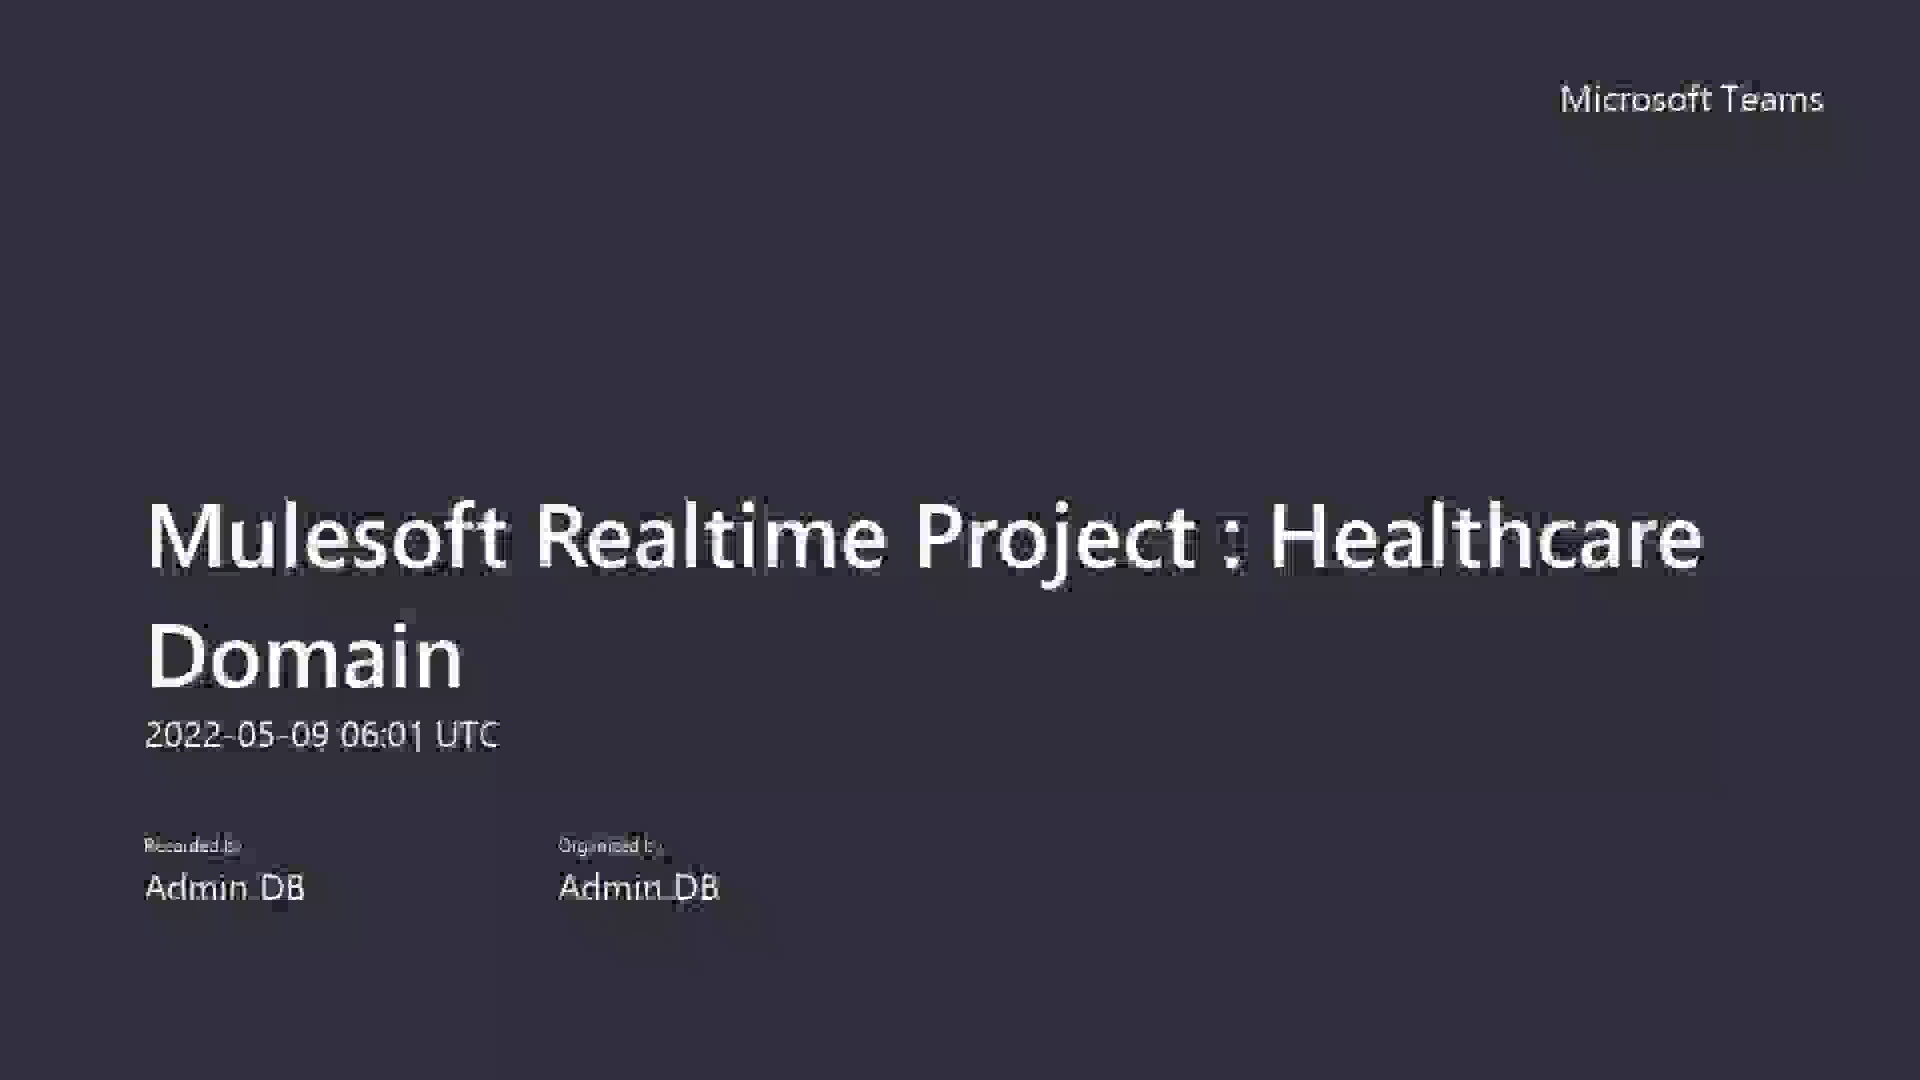 Microsoft Teams
Mulesoft Realtime Project : Healthcare
Domain
2022-05-09 06:01 UTC
Recorded by
Organized by
Admin DB
Admin DB